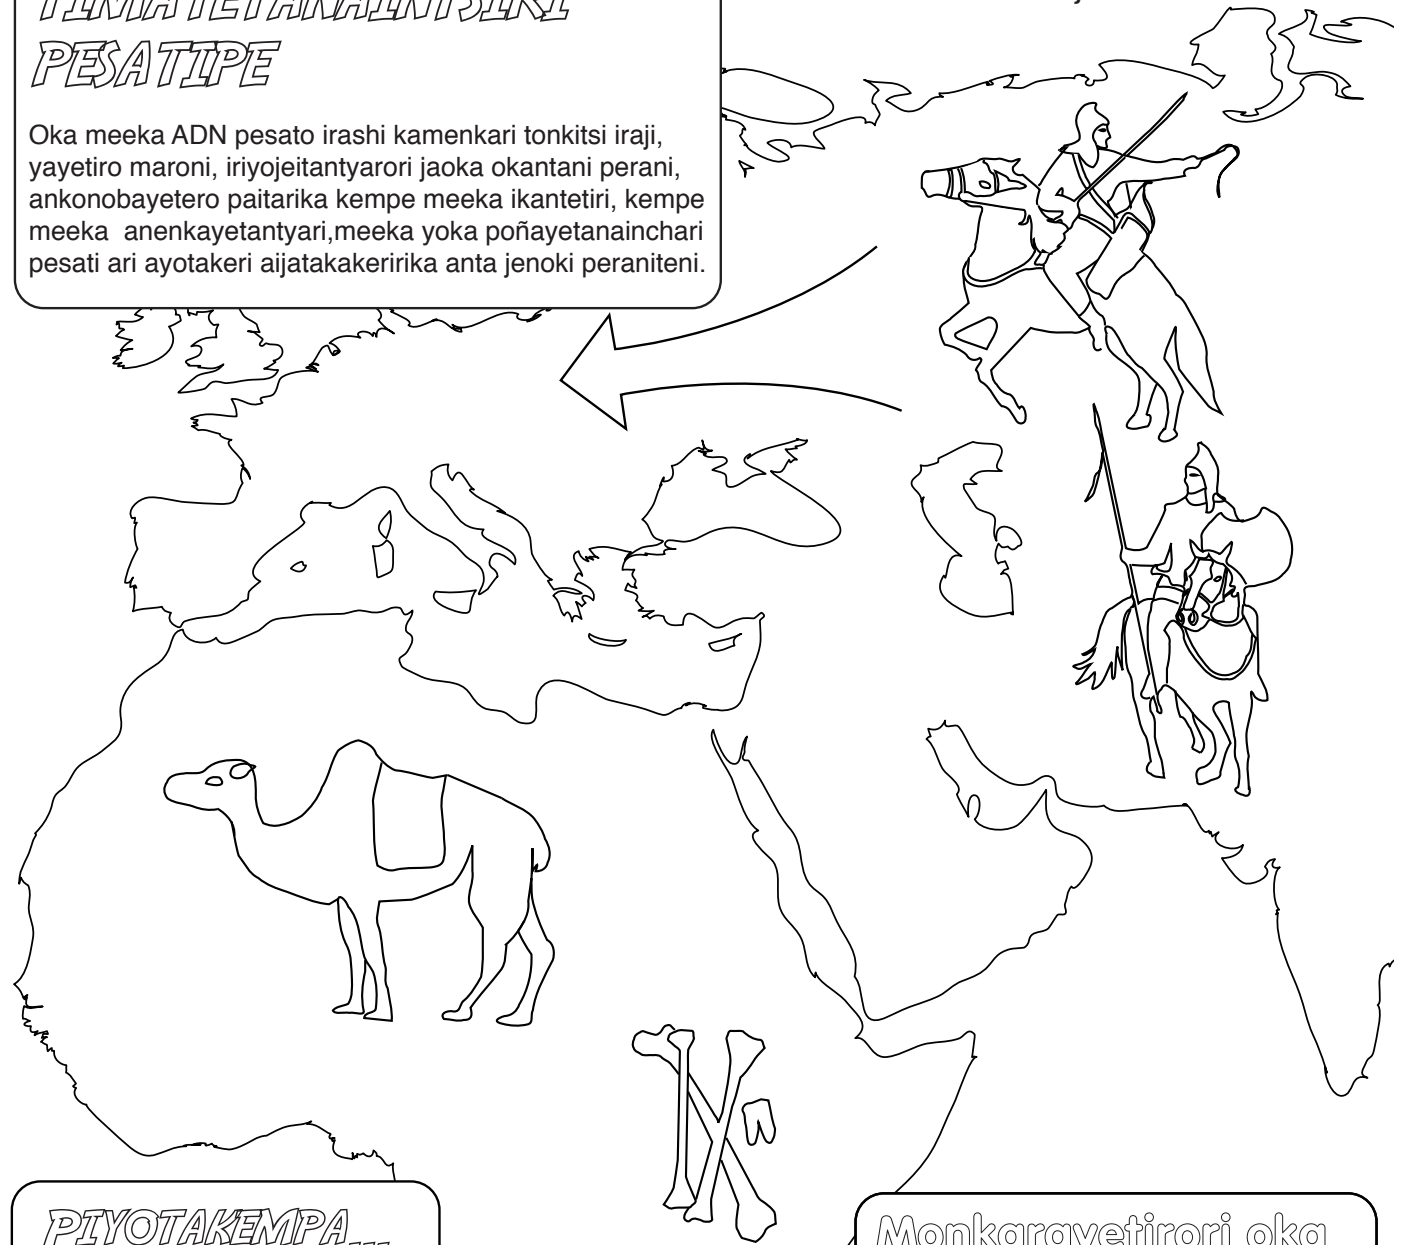 PESATIPE
Oka meeka ADN pesato irashi kamenkari tonkitsi iraji,
yayetiro maroni, iriyojeitantyarori jaoka okantani perani,
ankonobayetero paitarika kempe meeka ikantetiri, kempe
meeka  anenkayetantyari,meeka yoka poñayetanainchari
pesati ari ayotakeri aijatakakeririka anta jenoki peraniteni.
PIYOTAKEMPA
Monkarayetirori oka